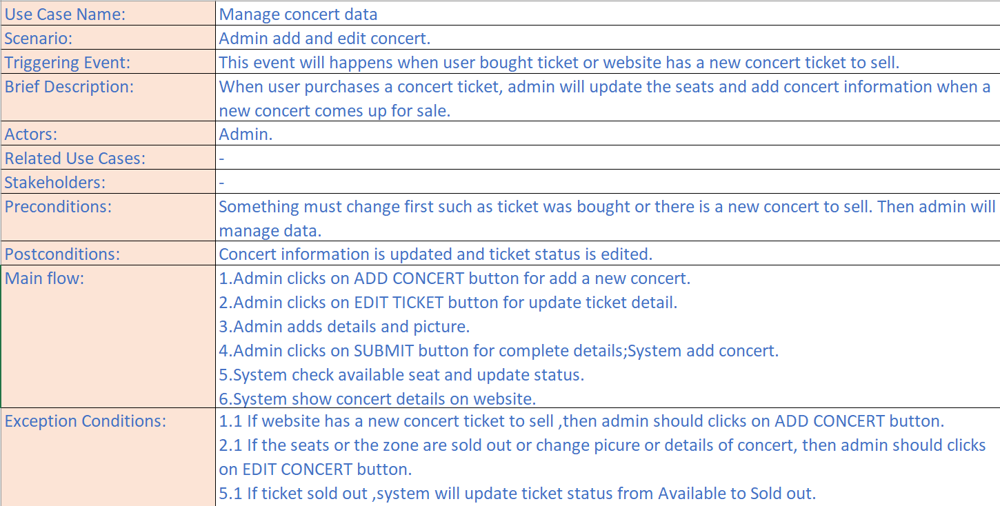 Use Case Name: Manage concert data
Scenario: Admin add and edit concert.
Triggering Event: This event will happens when user bought ticket or website has a new concert ticket to sell.
Brief Description: When user purchases a concert ticket, admin will update the seats and add concert information when a
new concert comes up for sale.
Actors: Admin.
Related Use Cases: -
Stakeholders: -
Preconditions: Something must change first such as ticket was bought or there is a new concert to sell. Then admin will
manage data.
Postconditions: Concert information is updated and ticket status is edited.
Main flow: 1.Admin clicks on ADD CONCERT button for add a new concert.
2.Admin clicks on EDIT TICKET button for update ticket detail.
3.Admin adds details and picture.
4.Admin clicks on SUBMIT button for complete details;System add concert.
5.System check available seat and update status.
6.System show concert details on website.
Exception Conditions: 1.1 If website has a new concert ticket to sell ,then admin should clicks on ADD CONCERT button.
2.1 If the seats or the zone are sold out or change picure or details of concert, then admin should clicks
on EDIT CONCERT button.
5.1 If ticket sold out ,system will update ticket status from Available to Sold out.